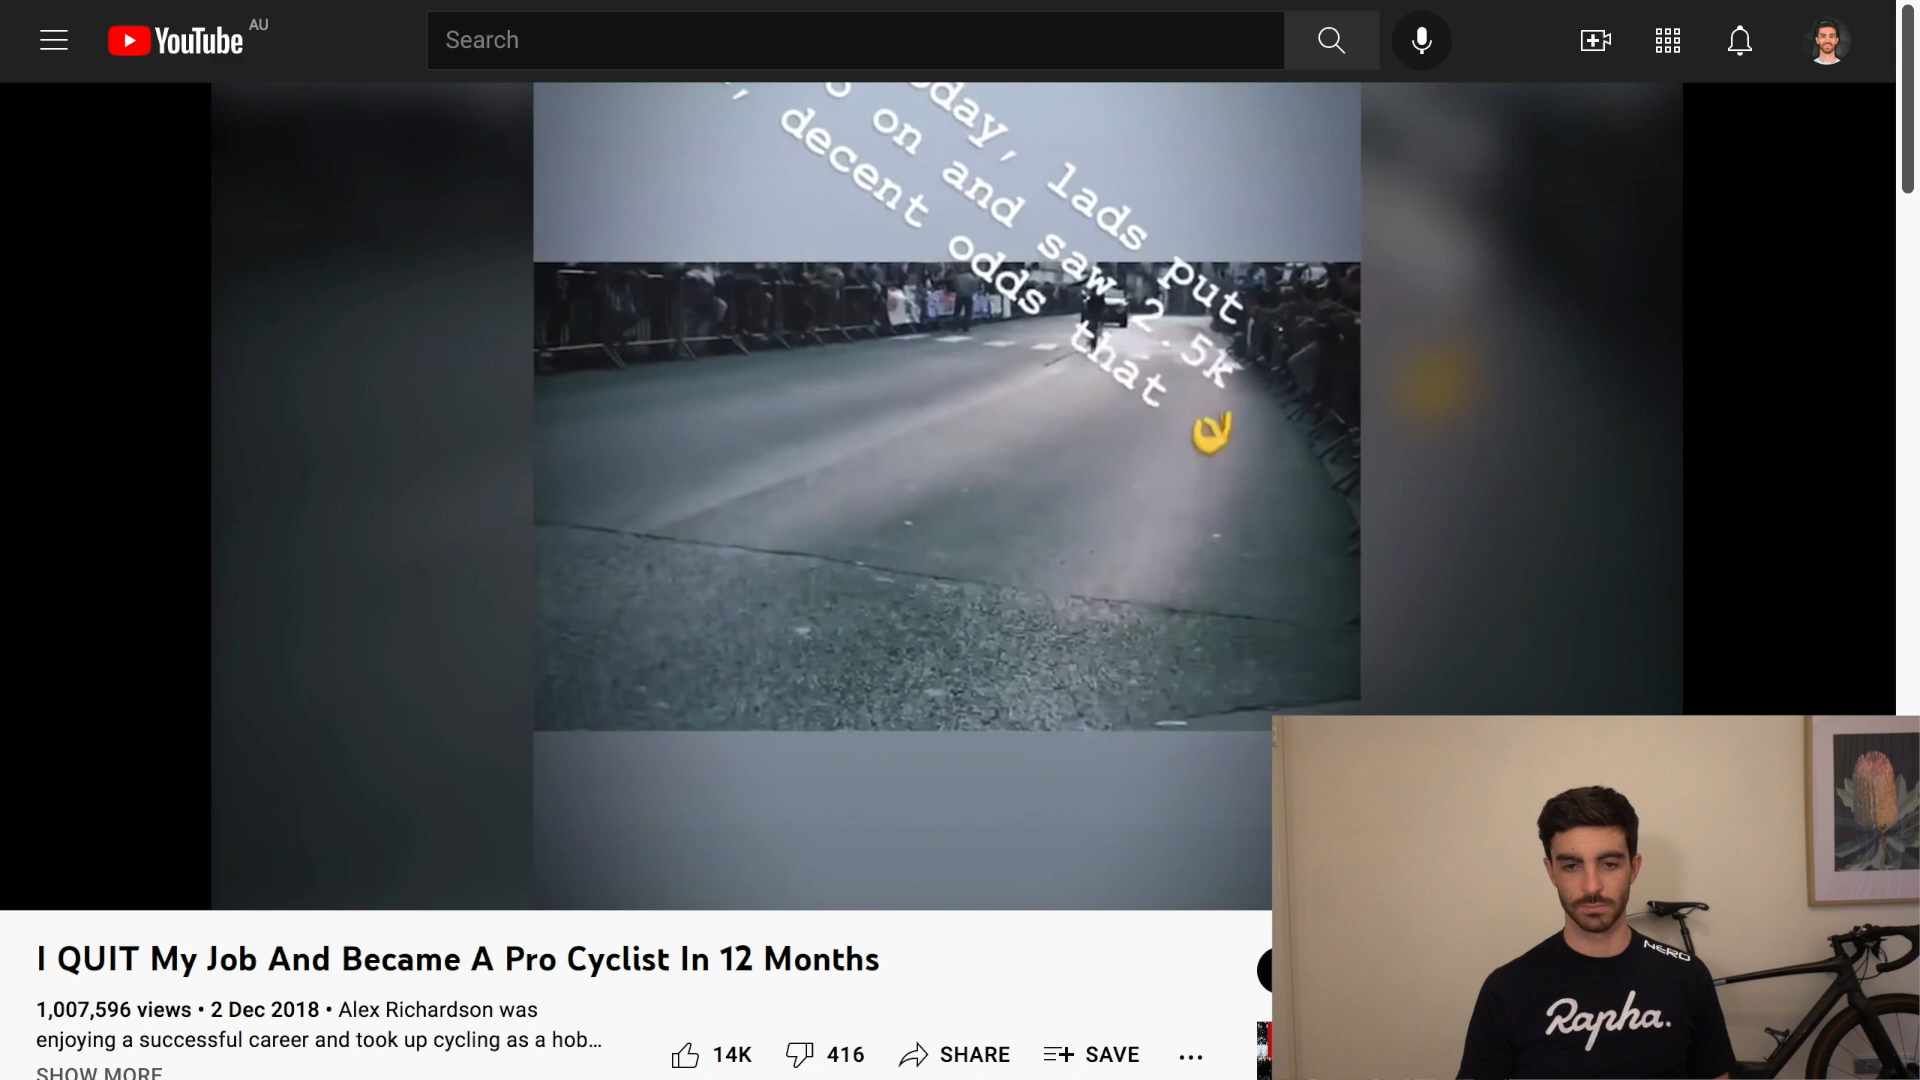 YouTube
AU
Search
day, lads put
on and saw 2.5k
decent odds that
I QUIT My Job And Became A Pro Cyclist In 12 Months
1,007,596 views • 2 Dec 2018 • Alex Richardson was
enjoying a successful career and took up cycling as a hob...
14K
416
SHARE
SAVE
SHOW MORE
NERO
Rapha.